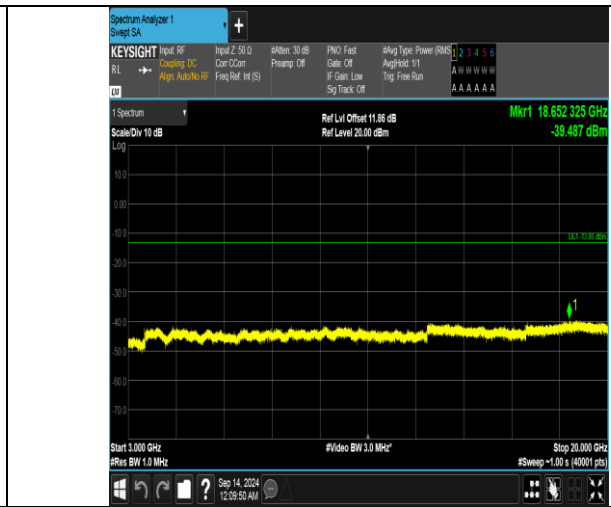 Spectrum Analyzer 1
Swept SA
+
KEYSIGHT Input: RF Input Z: 50 Ω #Atten: 30 dB PNO: Fast #Avg Type: Power (RMS 1 2 3 4 5 6
RL Coupling: DC Corr CCorr Preamp: Off Gate: Off Avg|Hold: 1/1 A W W W W W
Align: Auto/No RF Freq Ref: Int (S) IF Gain: Low Trig: Free Run
Sig Track: Off A A A A A A
LXI
1 Spectrum
Scale/Div 10 dB
Ref Lvl Offset 11.86 dB
Ref Level 20.00 dBm
Mkr1 18.652 325 GHz
-39.487 dBm
Log
10.0
0.00
-10.0
DL1 -13.00 dBm
-20.0
-30.0
1
-40.0
-50.0
-60.0
-70.0
Start 3.000 GHz #Video BW 3.0 MHz* Stop 20.000 GHz
#Res BW 1.0 MHz #Sweep ~1.00 s (40001 pts)
? Sep 14, 2024
12:09:50 AM